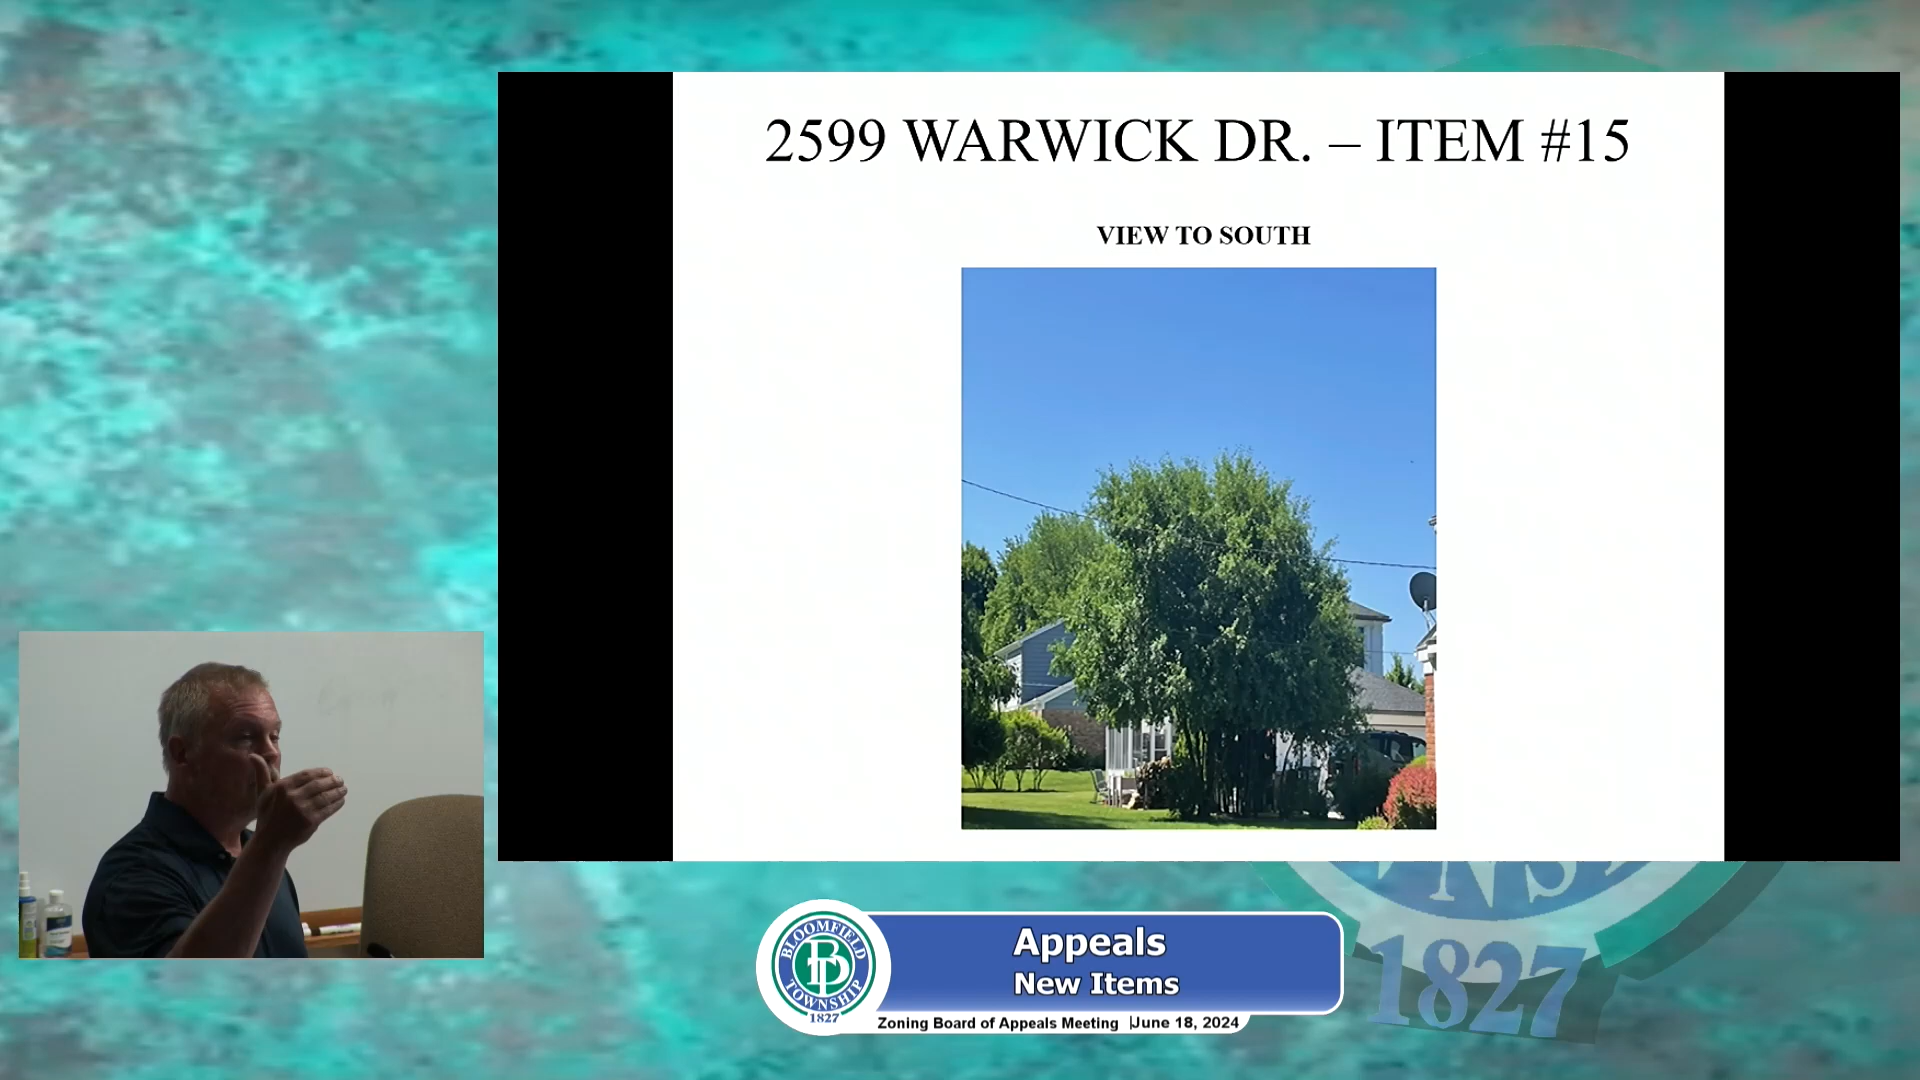 2599 WARWICK DR. – ITEM #15
VIEW TO SOUTH
Appeals
New Items
BLOOMFIELD
TOWNSHIP
1827
Zoning Board of Appeals Meeting |June 18, 2024
1827